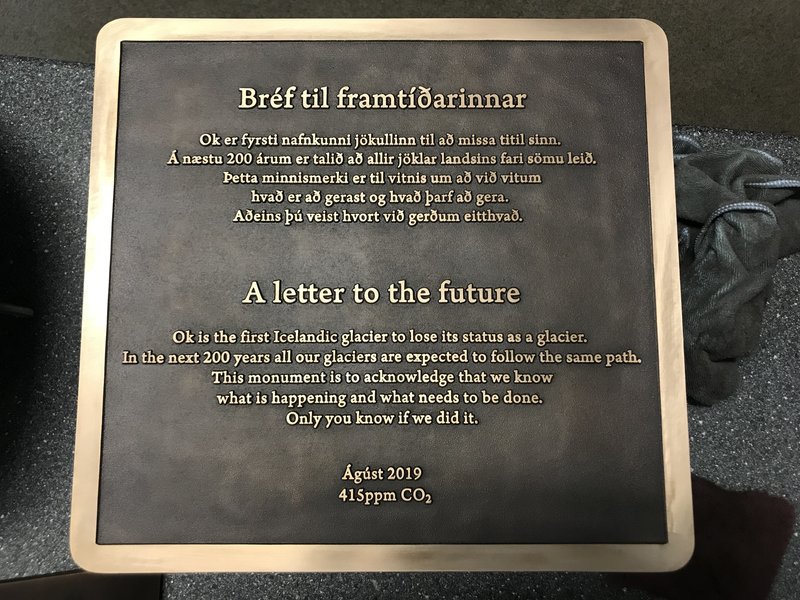 Bréf til framtíðarinnar
Ok er fyrsti nafnkunni jökullinn til að missa titil sinn.
Á næstu 200 árum er talið að allir jöklar landsins fari sömu leið.
Þetta minnismerki er til vitnis um að við vitum
hvað er að gerast og hvað þarf að gera.
Aðeins þú veist hvort við gerðum eitthvað.
A letter to the future
Ok is the first Icelandic glacier to lose its status as a glacier.
In the next 200 years all our glaciers are expected to follow the same path.
This monument is to acknowledge that we know
what is happening and what needs to be done.
Only you know if we did it.
Ágúst 2019
415ppm CO₂